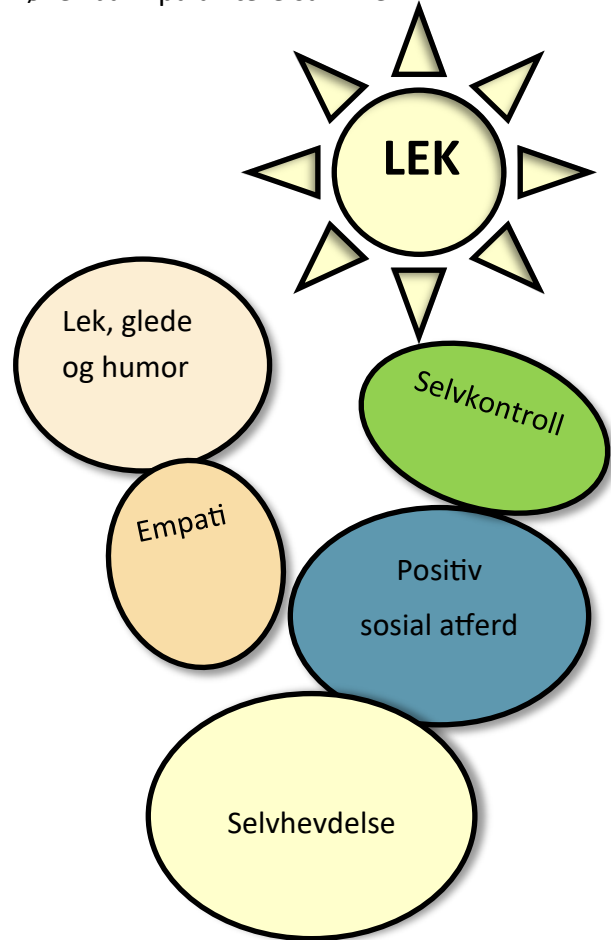 LEK
Lek, glede
og humor
Selvkontroll
Empati
Positiv
sosial atferd
Selvhevdelse